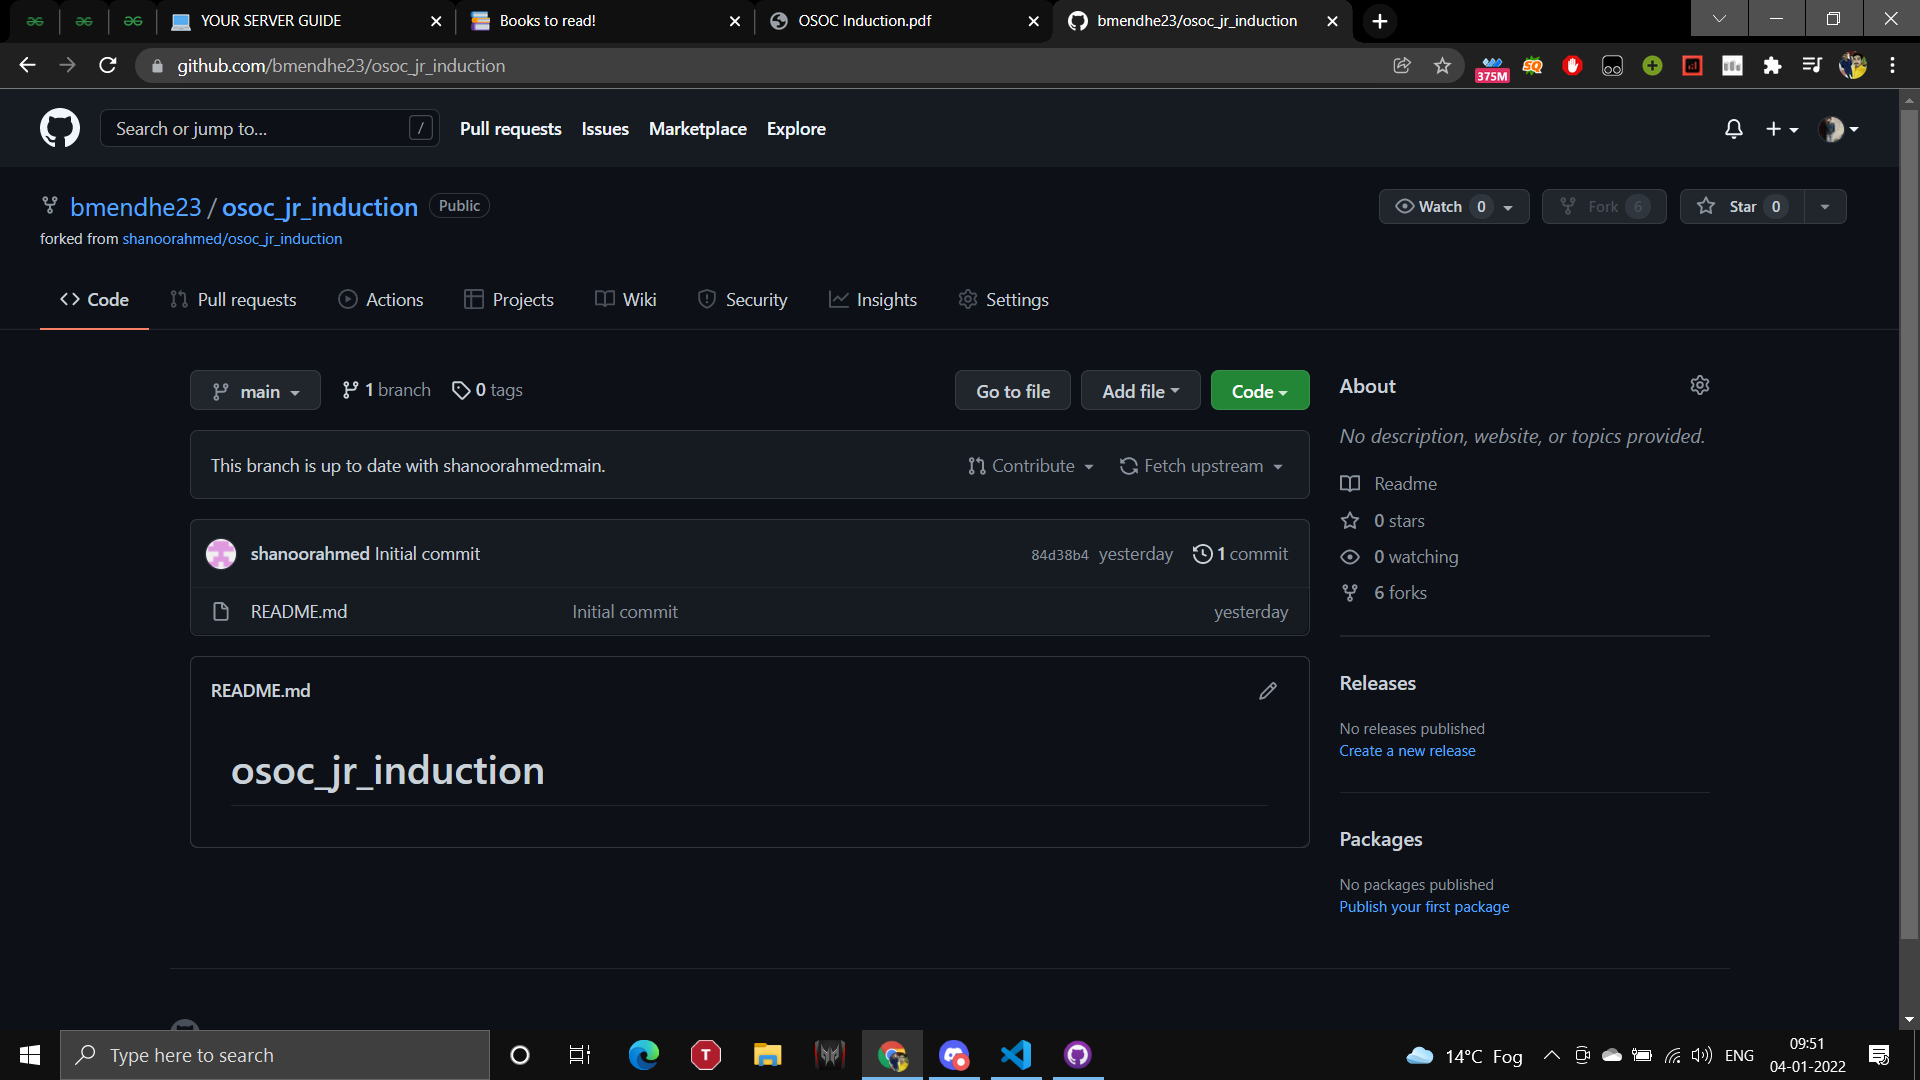 YOUR SERVER GUIDE
Books to read!
OSOC Induction.pdf
bmendhe23/osoc_jr_induction
github.com/bmendhe23/osoc_jr_induction
375M
Search or jump to...
/
Pull requests
Issues
Marketplace
Explore
bmendhe23 / osoc_jr_induction
Public
Watch 0
Fork 6
Star 0
forked from shanoorahmed/osoc_jr_induction
Code
Pull requests
Actions
Projects
Wiki
Security
Insights
Settings
main
1 branch
0 tags
Go to file
Add file
Code
This branch is up to date with shanoorahmed:main.
Contribute
Fetch upstream
shanoorahmed Initial commit
84d38b4 yesterday
1 commit
README.md
Initial commit
yesterday
README.md
osoc_jr_induction
About
No description, website, or topics provided.
Readme
0 stars
0 watching
6 forks
Releases
No releases published
Create a new release
Packages
No packages published
Publish your first package
Type here to search
T
14°C Fog
ENG
09:51
04-01-2022